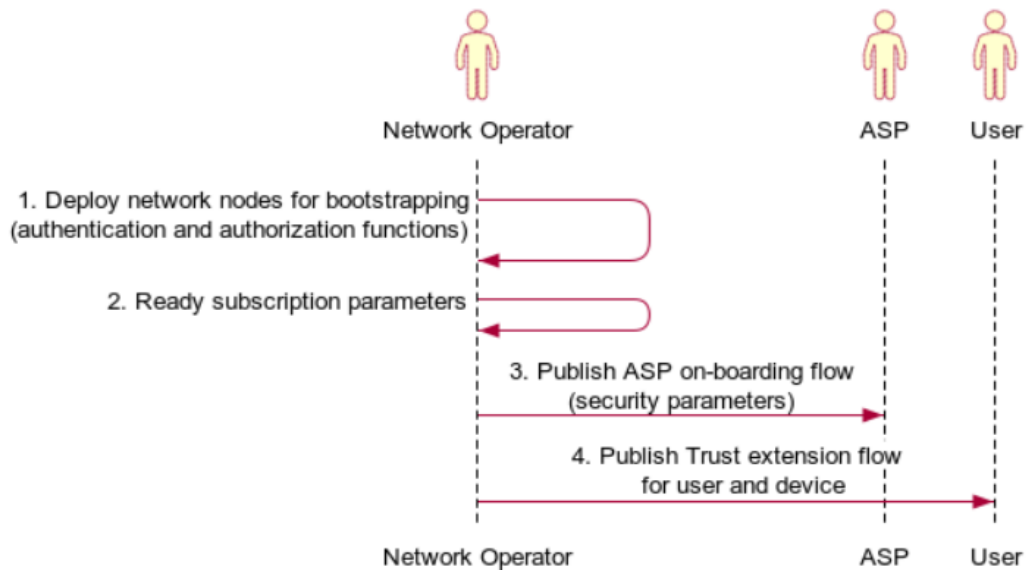 Network Operator
ASP
User
1. Deploy network nodes for bootstrapping
(authentication and authorization functions)
2. Ready subscription parameters
3. Publish ASP on-boarding flow
(security parameters)
4. Publish Trust extension flow
for user and device
Network Operator
ASP
User